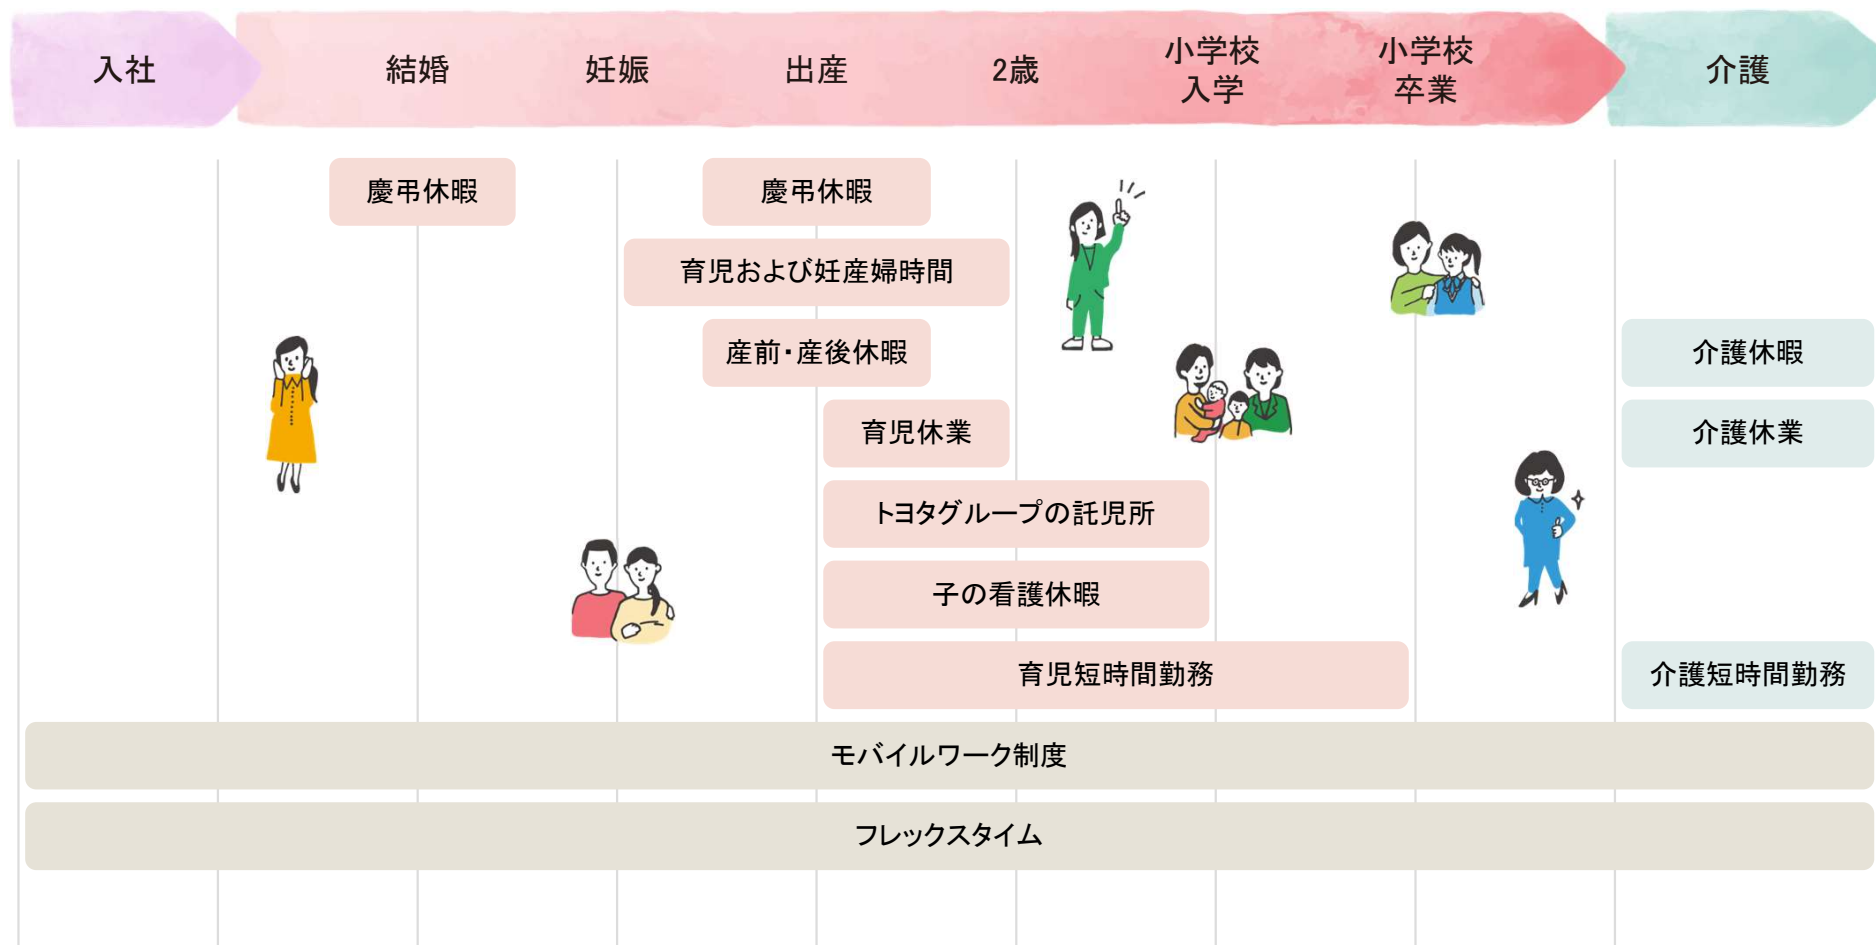 入社
結婚
妊娠
出産
2歳
小学校
入学
小学校
卒業
介護
慶弔休暇
慶弔休暇
育児および妊産婦時間
産前・産後休暇
介護休暇
育児休業
介護休業
トヨタグループの託児所
子の看護休暇
育児短時間勤務
介護短時間勤務
モバイルワーク制度
フレックスタイム